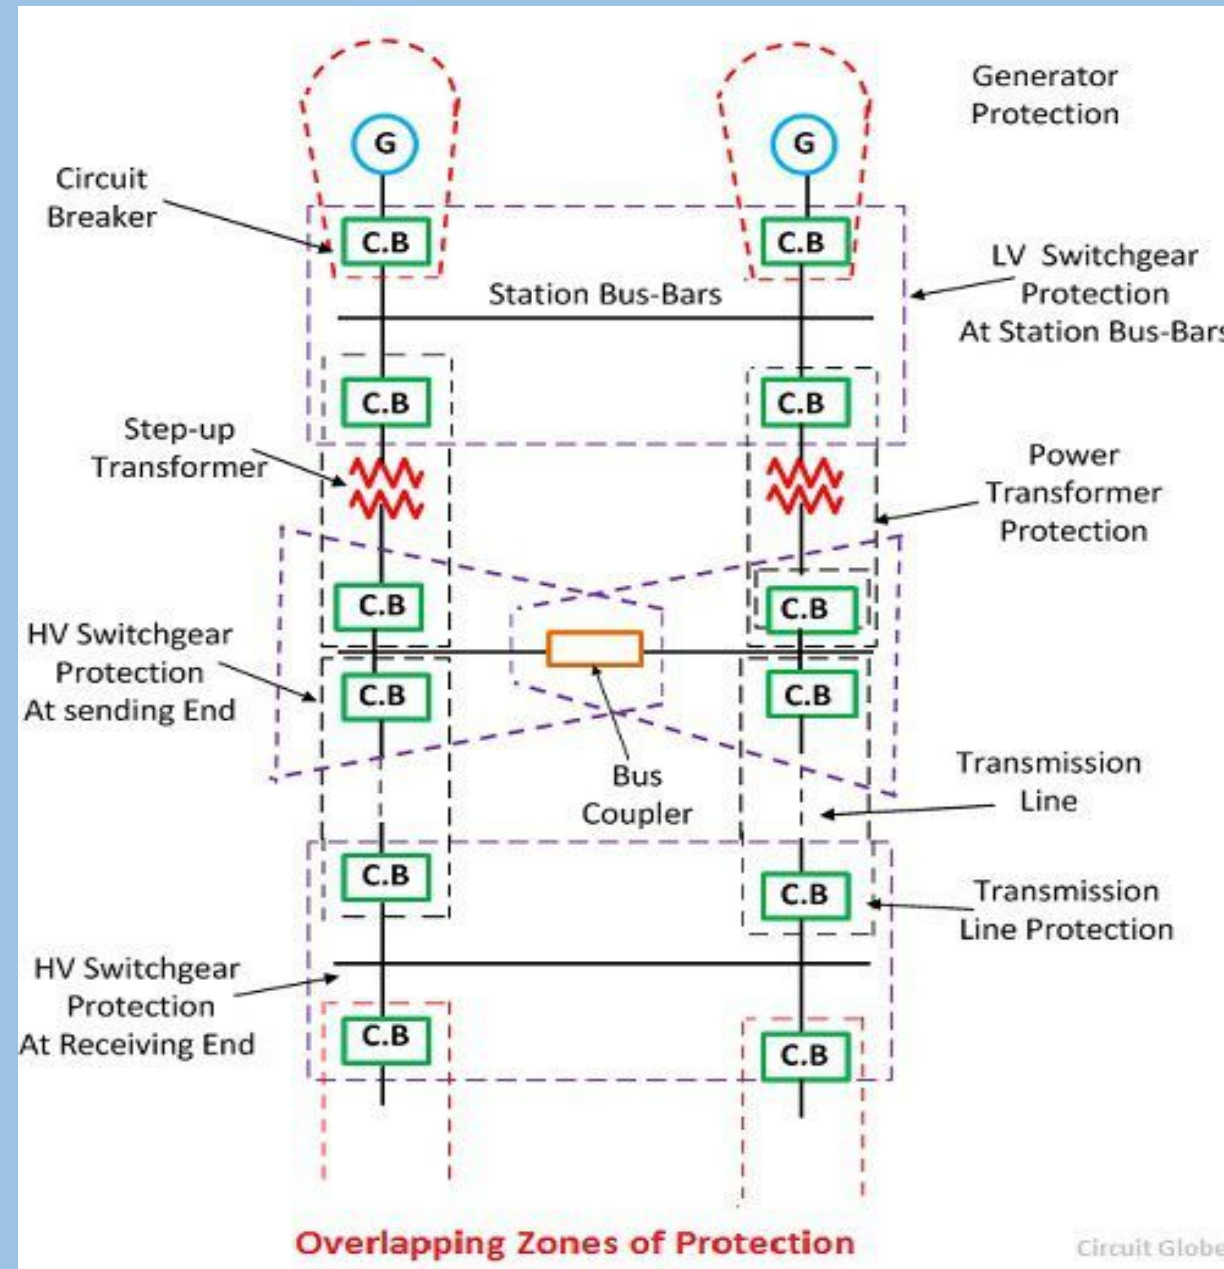 Generator
Protection
G
G
Circuit
Breaker
C.B
C.B
LV Switchgear
Protection
At Station Bus-Bars
Station Bus-Bars
C.B
C.B
Step-up
Transformer
Power
Transformer
Protection
C.B
C.B
HV Switchgear
Protection
At sending End
C.B
C.B
Bus
Coupler
Transmission
Line
C.B
C.B
Transmission
Line Protection
HV Switchgear
Protection
At Receiving End
C.B
C.B
Overlapping Zones of Protection
Circuit Globe